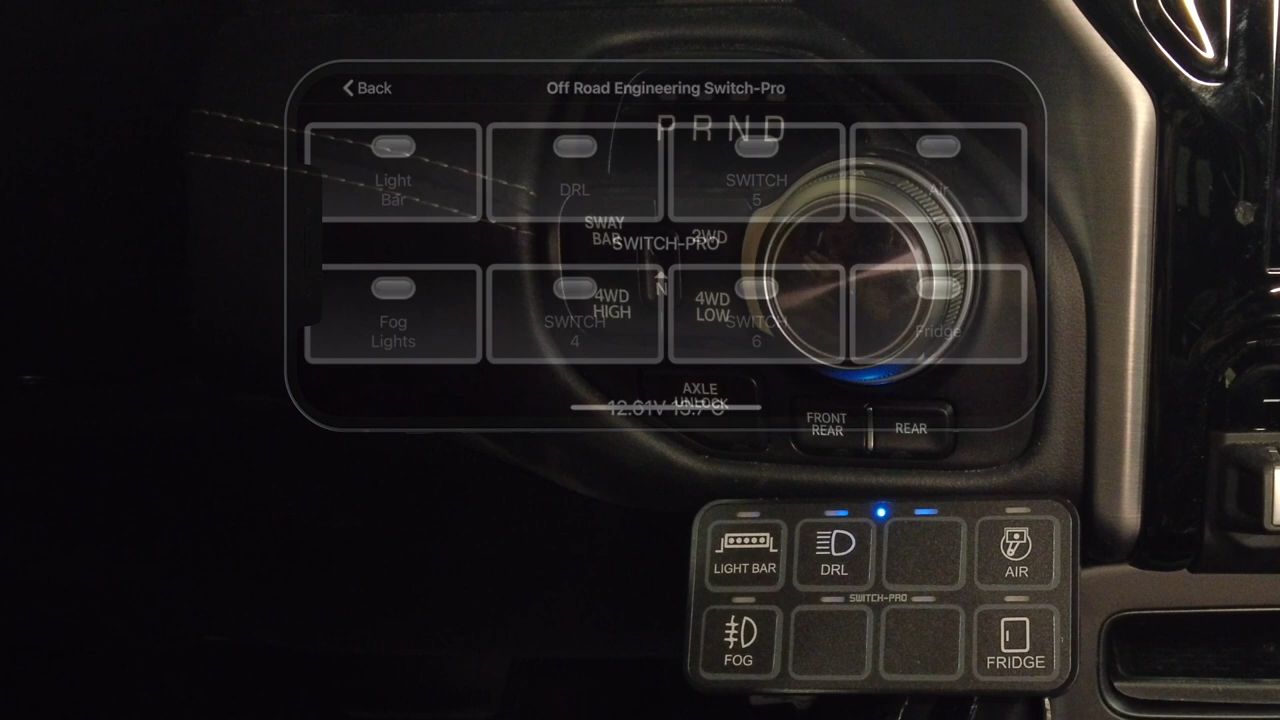 Back
Off Road Engineering Switch-Pro
P R N D
Light
Bar
DRL
SWITCH
5
Air
SWAY
BAR
SWITCH-PRO
2WD
N
4WD
HIGH
4WD
LOW
Fog
Lights
SWITCH
4
SWITCH
6
Fridge
AXLE
UNLOCK
12.61V 15.7°C
FRONT
REAR
REAR
LIGHT BAR
DRL
AIR
SWITCH-PRO
FOG
FRIDGE